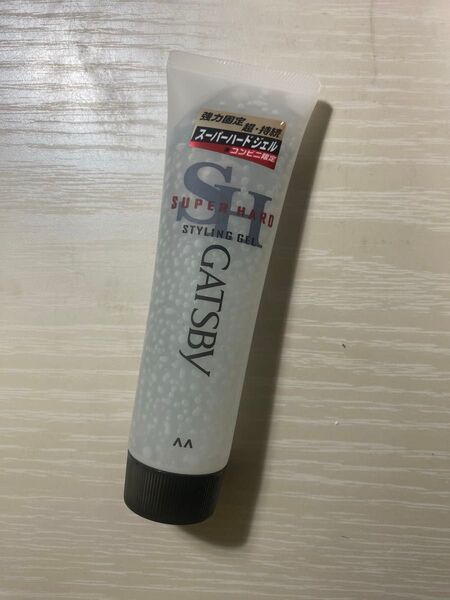 強力固定
超・持続
スーパーハードジェル
コンビニ限定
SH
SUPER HARD
STYLING GEL
GATSBY